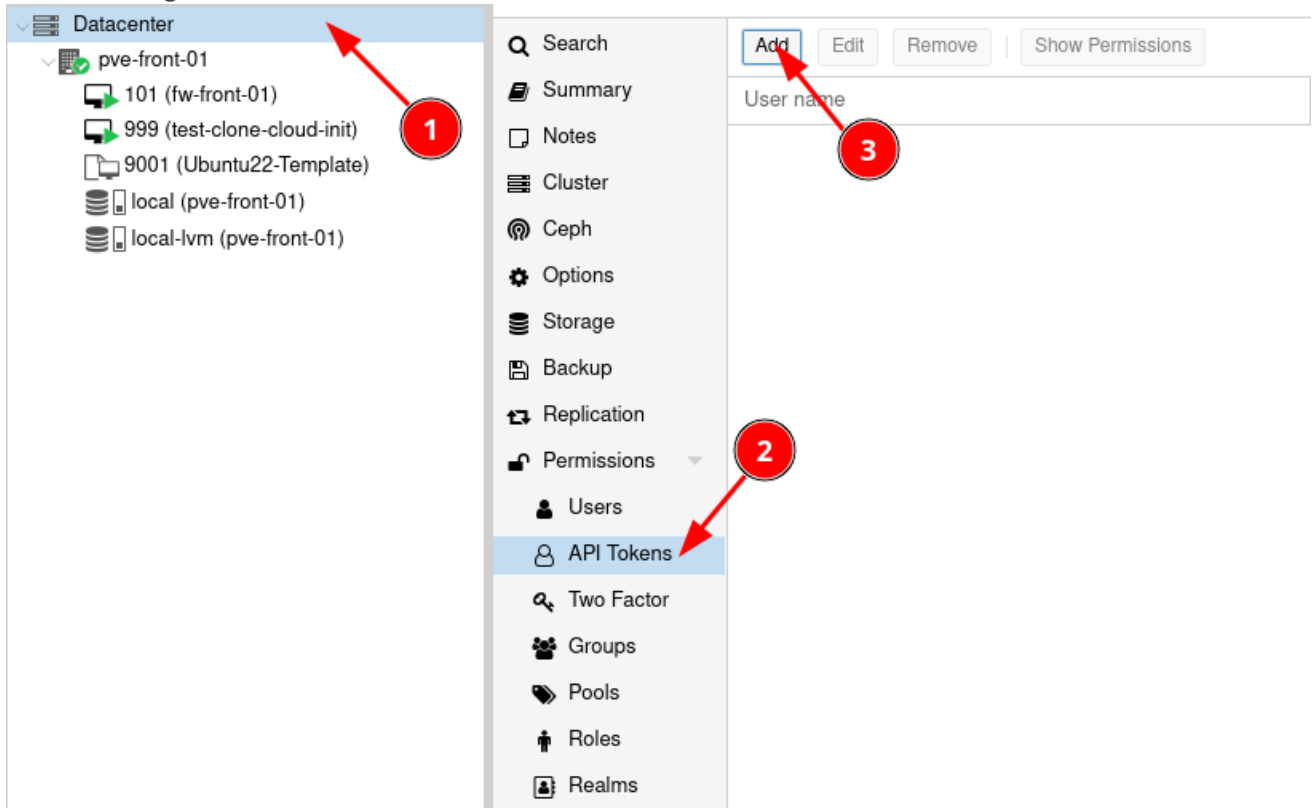 Datacenter
pve-front-01
101 (fw-front-01)
999 (test-clone-cloud-init)
9001 (Ubuntu22-Template)
local (pve-front-01)
local-lvm (pve-front-01)
1
Search
Summary
Notes
Cluster
Ceph
Options
Storage
Backup
Replication
Permissions
Users
API Tokens
Two Factor
Groups
Pools
Roles
Realms
2
Add Edit Remove Show Permissions
User name
3